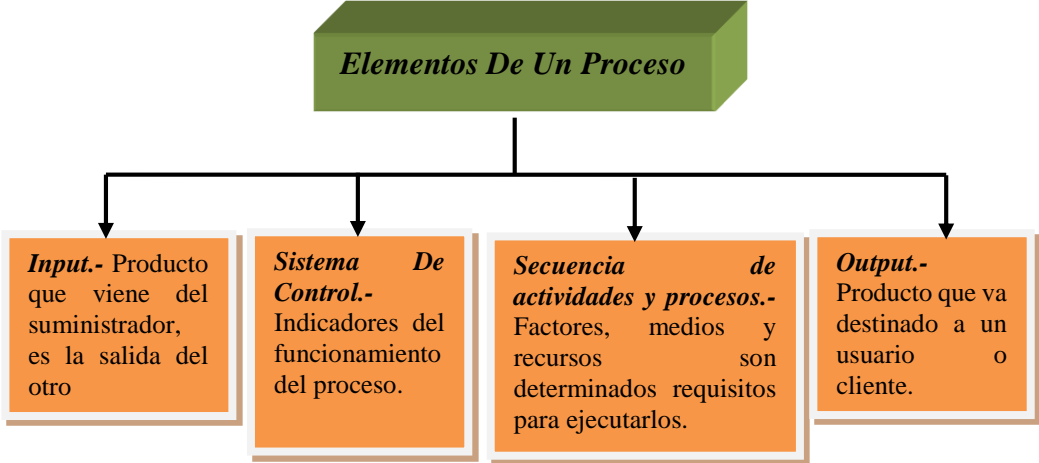 Elementos De Un Proceso
Input.- Producto
que viene del
suministrador,
es la salida del
otro
Sistema De
Control.-
Indicadores del
funcionamiento
del proceso.
Secuencia de
actividades y procesos.-
Factores, medios y
recursos son
determinados requisitos
para ejecutarlos.
Output.-
Producto que va
destinado a un
usuario o
cliente.